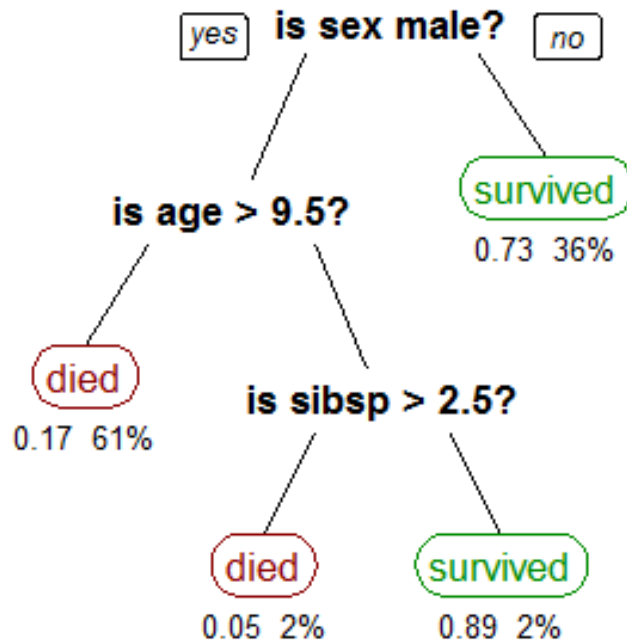 yes is sex male? no
survived
is age > 9.5?
0.73 36%
died
is sibsp > 2.5?
0.17 61%
died survived
0.05 2% 0.89 2%